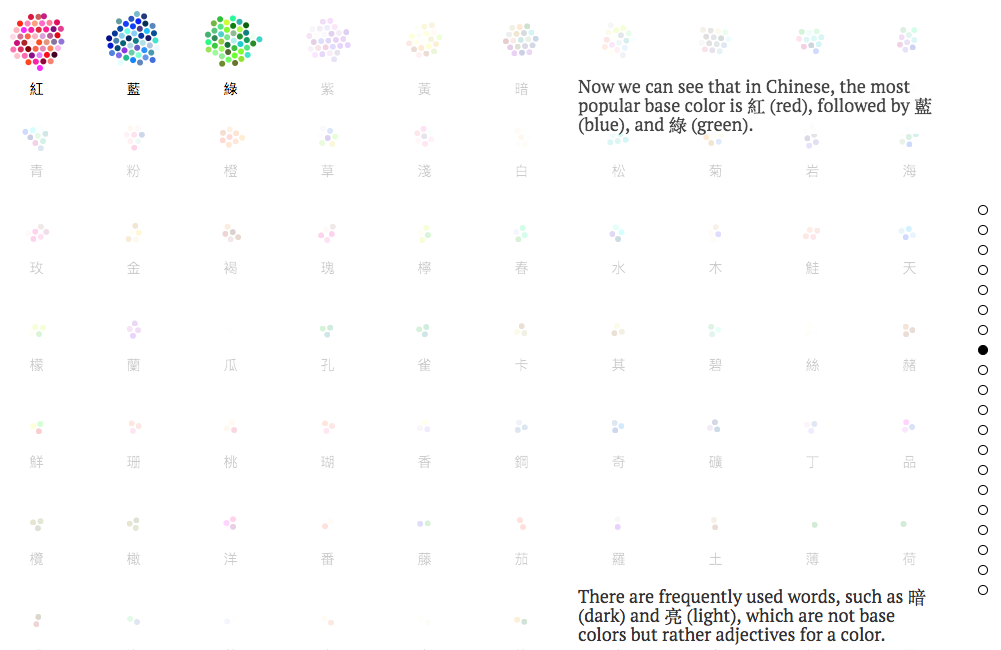 紅 藍 綠 紫 黃 暗
Now we can see that in Chinese, the most
popular base color is 紅 (red), followed by 藍
(blue), and 綠 (green).
青 粉 橙 草 淺 白 松 菊 岩 海
玫 金 褐 瑰 檸 春 水 木 鮭 天
檬 蘭 瓜 孔 雀 卡 其 碧 絲 赭
鮮 珊 桃 瑚 香 鋼 奇 礦 丁 品
欖 橄 洋 番 藤 茄 羅 土 薄 荷
There are frequently used words, such as 暗
(dark) and 亮 (light), which are not base
colors but rather adjectives for a color.